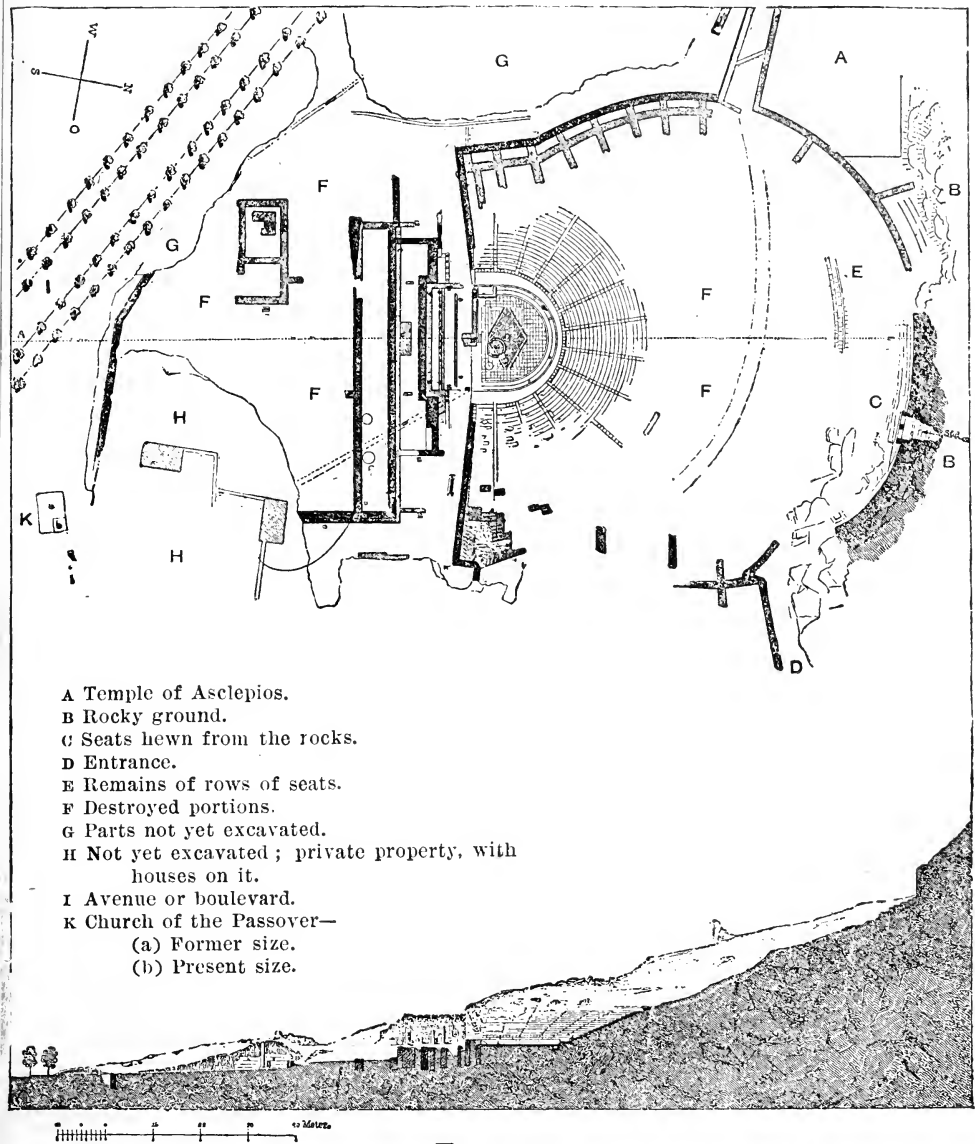 W
S
N
O
G
A
B
F
G
F
E
F
F
F
H
C
B
K
H
D
A Temple of Asclepios.
B Rocky ground.
C Seats hewn from the rocks.
D Entrance.
E Remains of rows of seats.
F Destroyed portions.
G Parts not yet excavated.
H Not yet excavated ; private property, with
houses on it.
I Avenue or boulevard.
K Church of the Passover—
(a) Former size.
(b) Present size.